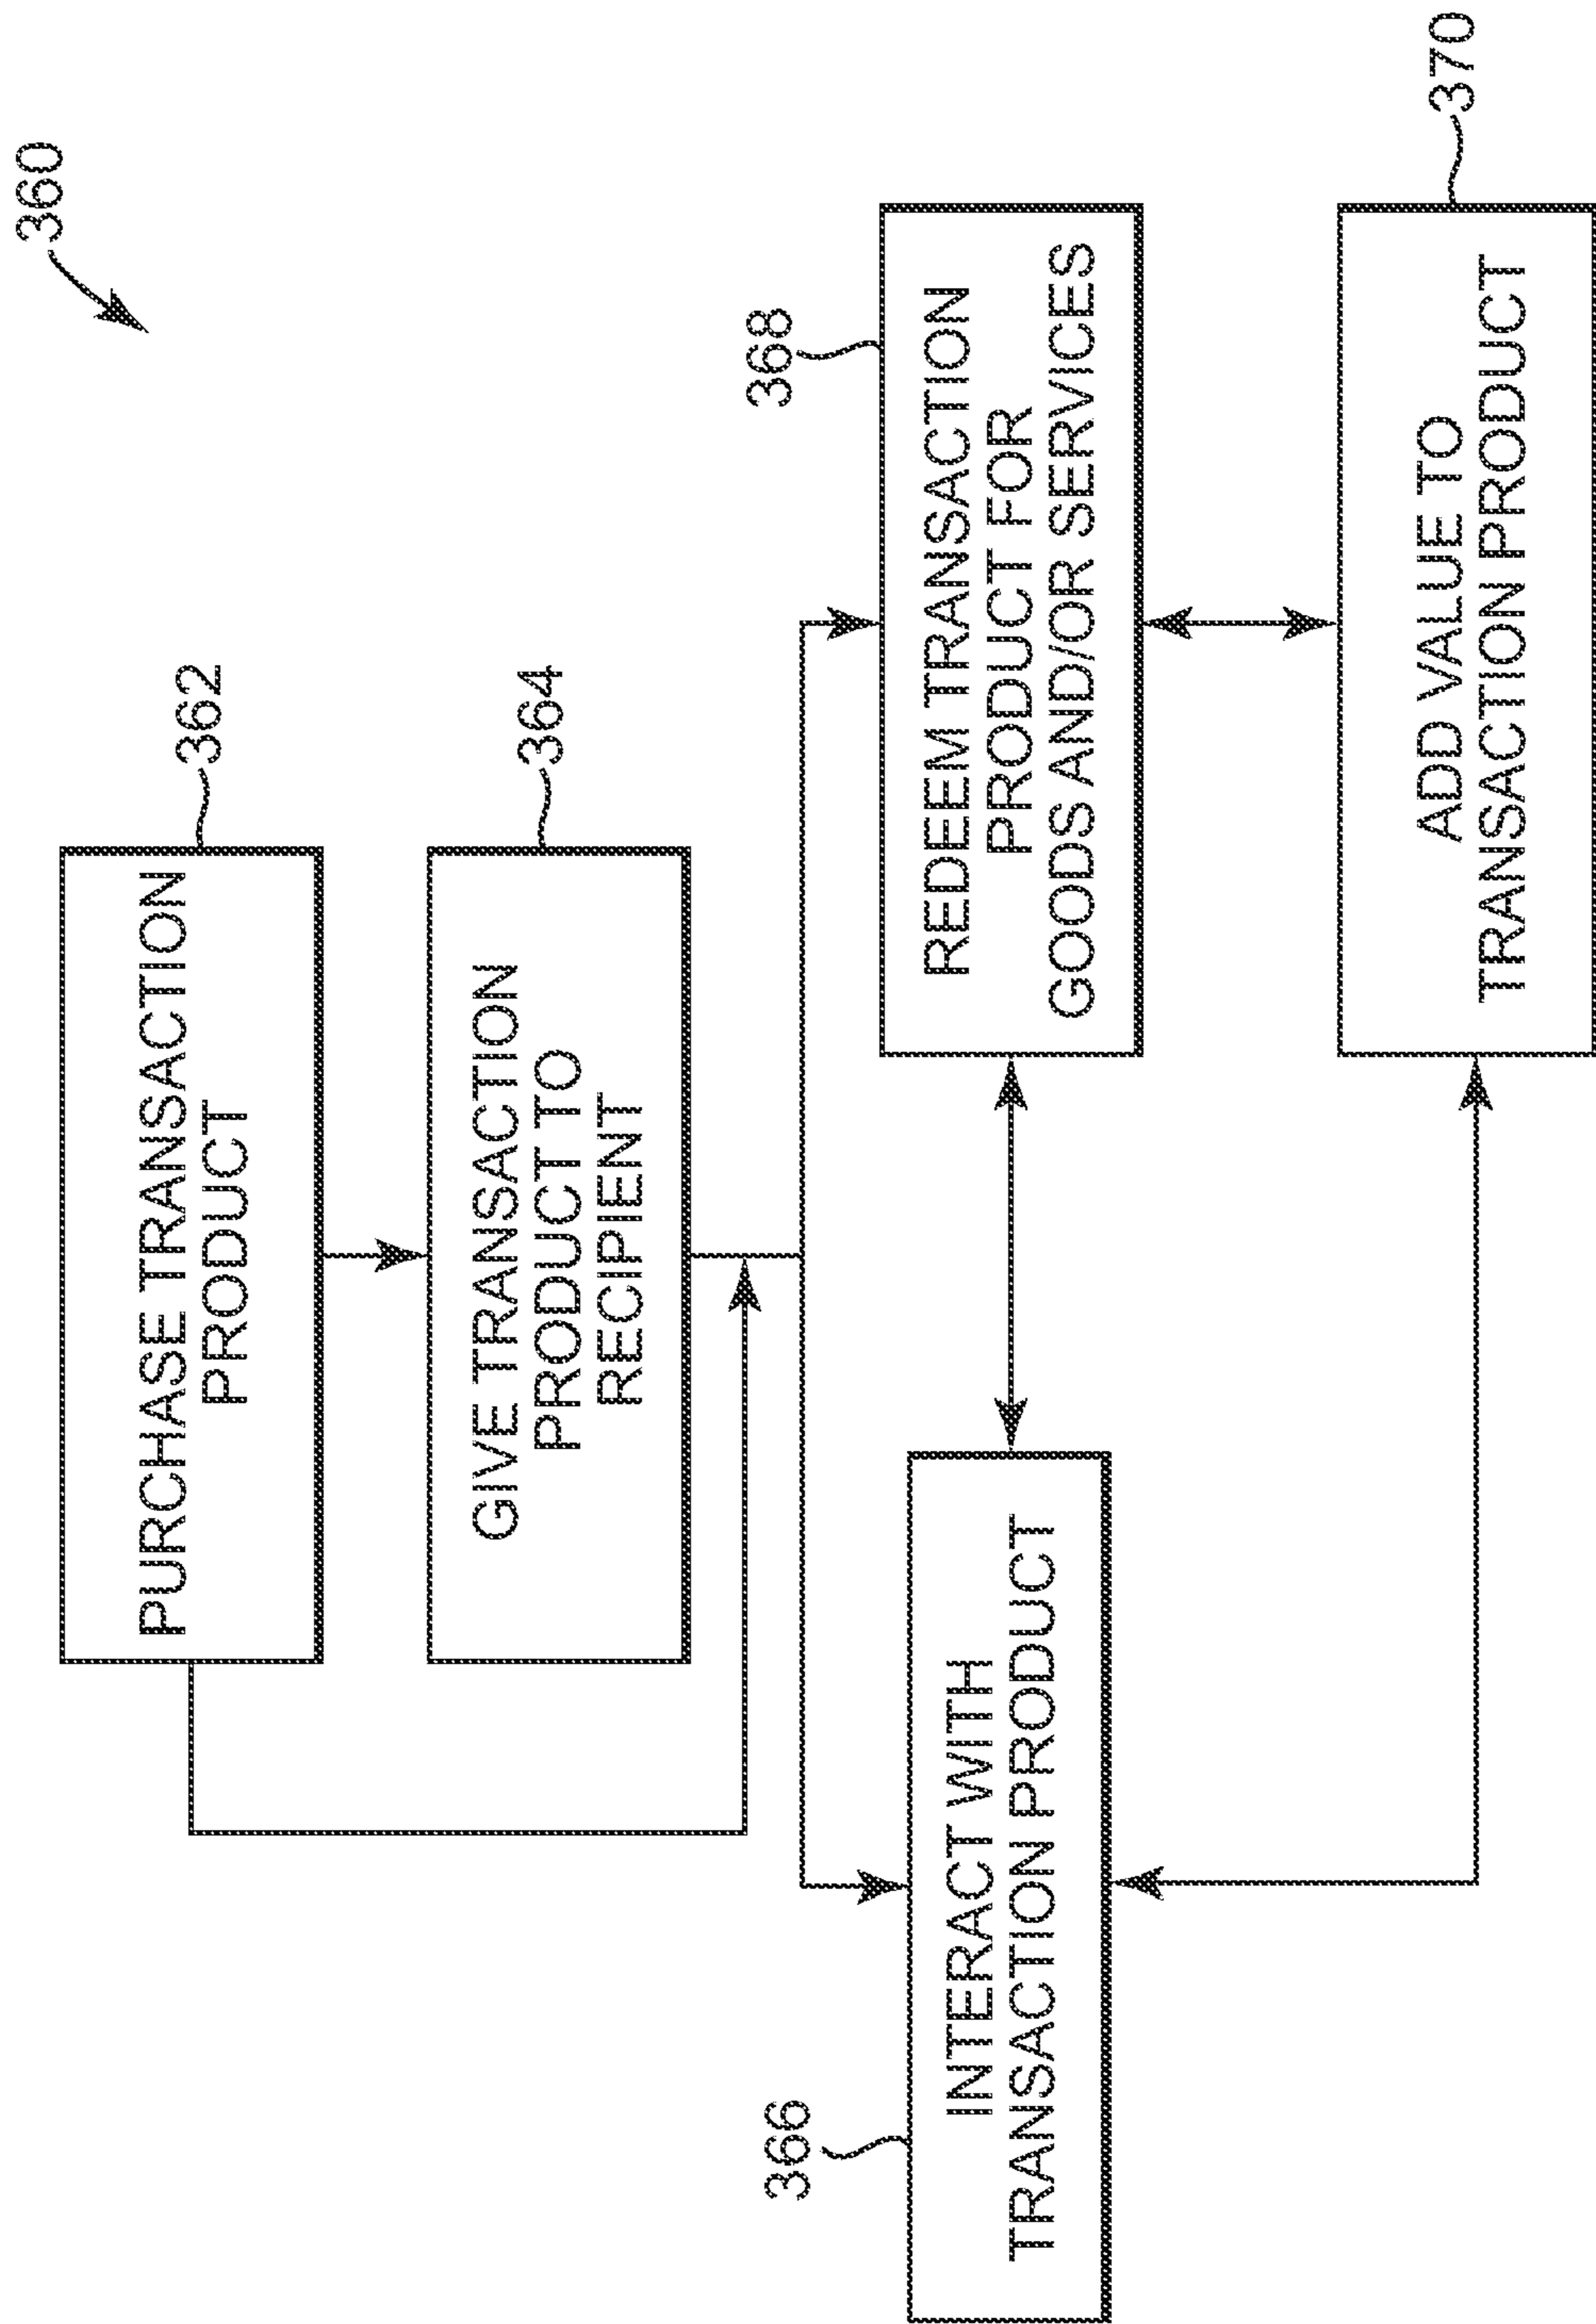 360
PURCHASE TRANSACTION
PRODUCT
362
GIVE TRANSACTION
PRODUCT TO
RECIPIENT
364
366
INTERACT WITH
TRANSACTION PRODUCT
368
REDEEM TRANSACTION
PRODUCT FOR
GOODS AND/OR SERVICES
ADD VALUE TO
TRANSACTION PRODUCT
370